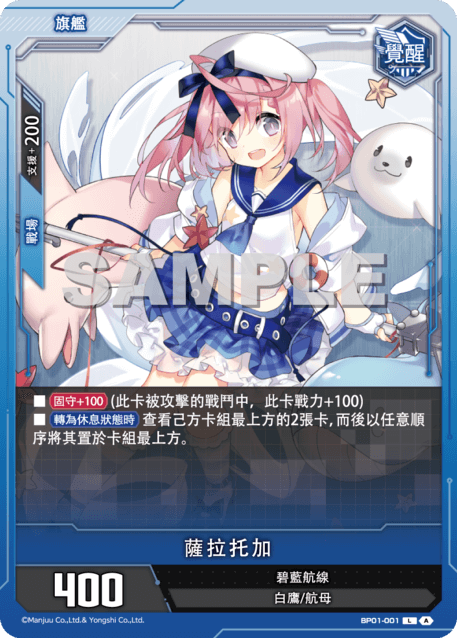 旗艦
覺醒
支援+200
戰場
SAMPLE
■ 固守+100 (此卡被攻擊的戰鬥中，此卡戰力+100)
■ 轉為休息狀態時 查看己方卡組最上方的2張卡，而後以任意順
序將其置於卡組最上方。
薩拉托加
400
碧藍航線
白鷹/航母
©Manjuu Co.,Ltd.& Yongshi Co.,Ltd.
BP01-001 L A